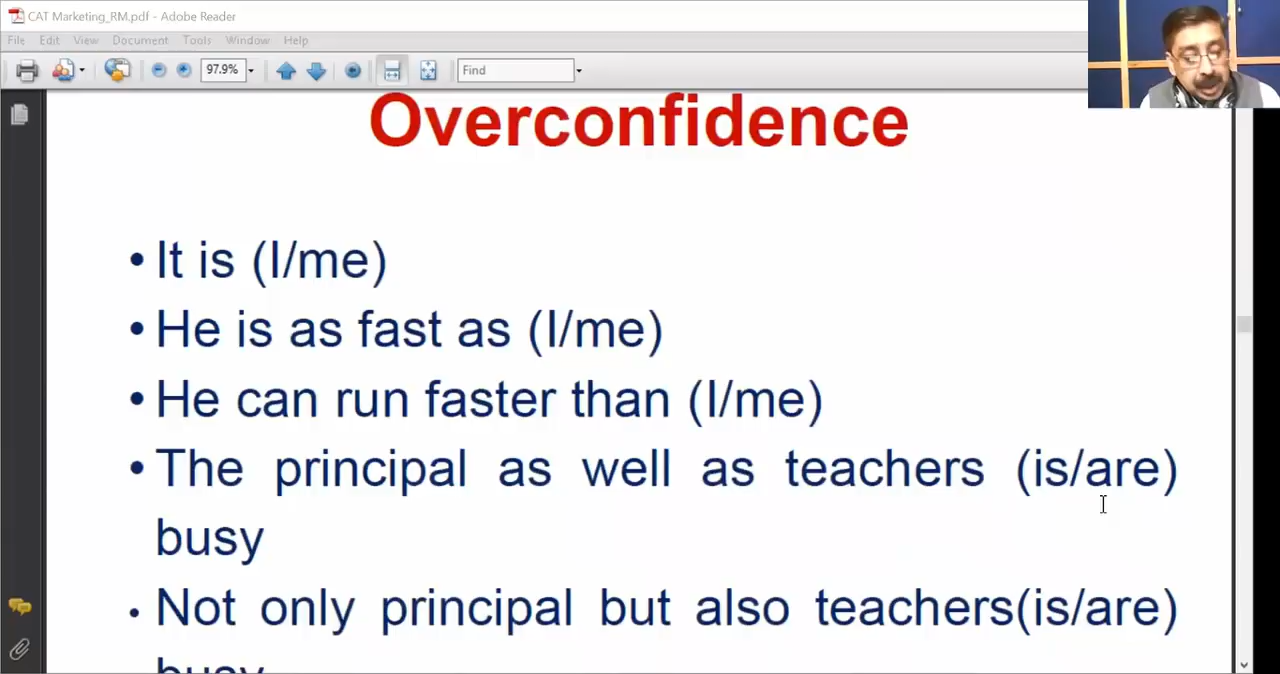 CAT Marketing_RM.pdf - Adobe Reader
File Edit View Document Tools Window Help
97.9% Find
Overconfidence
• It is (I/me)
• He is as fast as (I/me)
• He can run faster than (I/me)
• The principal as well as teachers (is/are)
busy
• Not only principal but also teachers(is/are)
busy